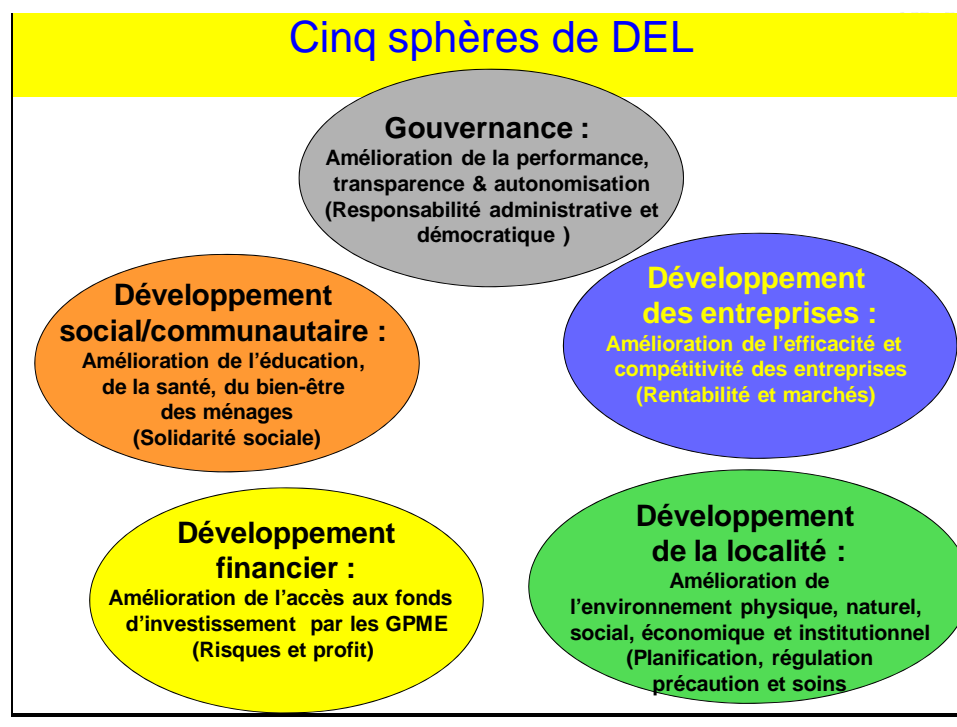 Cinq sphères de DEL
Gouvernance :
Amélioration de la performance,
transparence & autonomisation
(Responsabilité administrative et
démocratique )
Développement
social/communautaire :
Amélioration de l'éducation,
de la santé, du bien-être
des ménages
(Solidarité sociale)
Développement
des entreprises :
Amélioration de l'efficacité et
compétitivité des entreprises
(Rentabilité et marchés)
Développement
financier :
Amélioration de l'accès aux fonds
d'investissement par les GPME
(Risques et profit)
Développement
de la localité :
Amélioration de
l'environnement physique, naturel,
social, économique et institutionnel
(Planification, régulation
précaution et soins